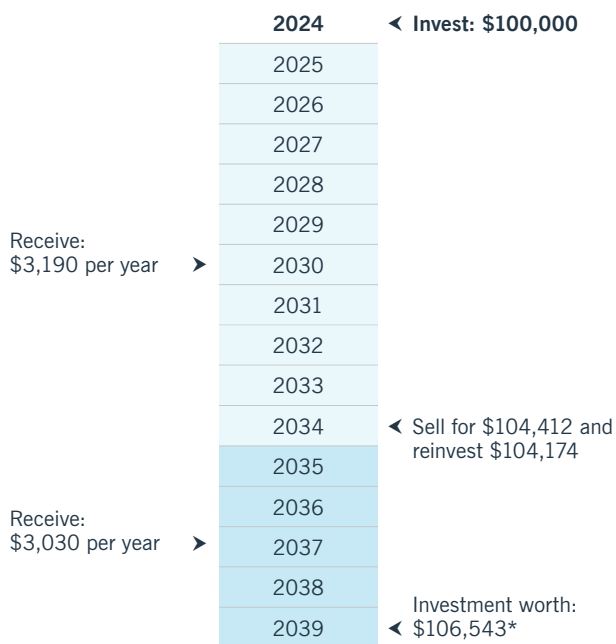 2024
Invest: $100,000
2025
2026
2027
2028
2029
Receive:
$3,190 per year
2030
2031
2032
2033
2034
Sell for $104,412 and
reinvest $104,174
2035
2036
Receive:
$3,030 per year
2037
2038
2039
Investment worth:
$106,543*